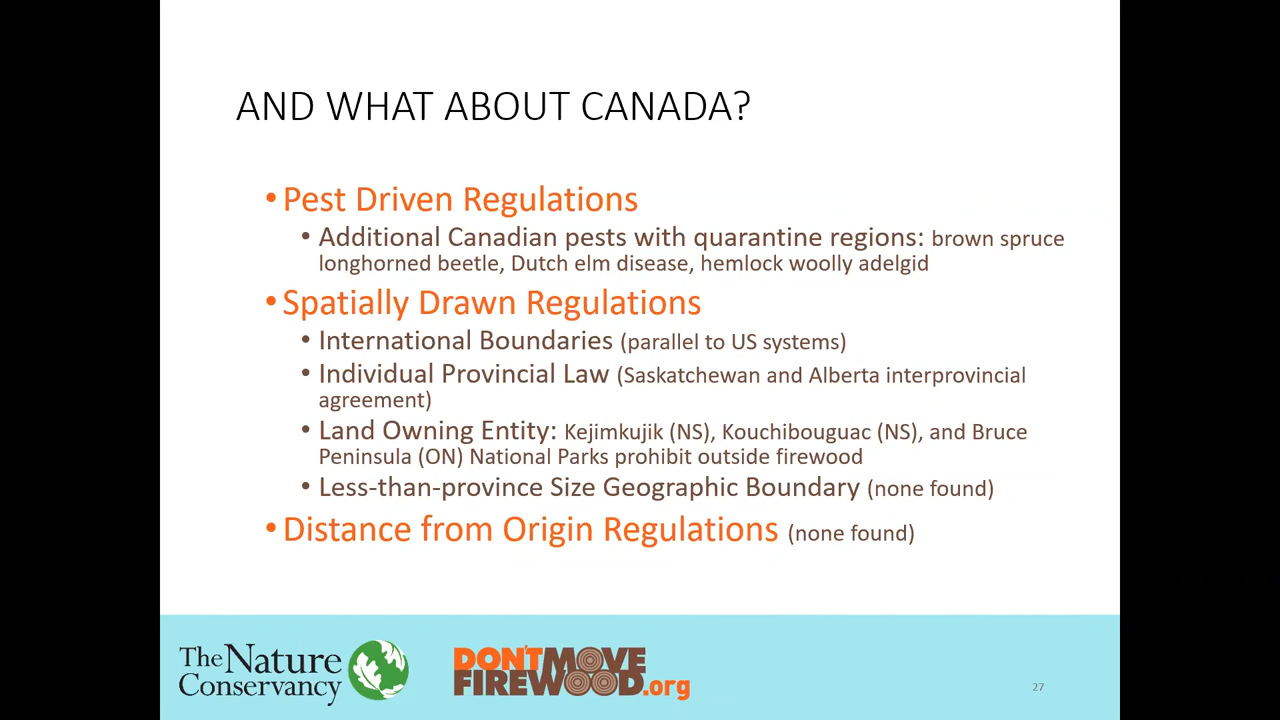 AND WHAT ABOUT CANADA?
•Pest Driven Regulations
• Additional Canadian pests with quarantine regions: brown spruce
longhorned beetle, Dutch elm disease, hemlock woolly adelgid
•Spatially Drawn Regulations
• International Boundaries (parallel to US systems)
• Individual Provincial Law (Saskatchewan and Alberta interprovincial
agreement)
• Land Owning Entity: Kejimkujik (NS), Kouchibouguac (NS), and Bruce
Peninsula (ON) National Parks prohibit outside firewood
• Less-than-province Size Geographic Boundary (none found)
•Distance from Origin Regulations (none found)
The Nature
Conservancy
DON'T MOVE
FIREWOOD.org
27